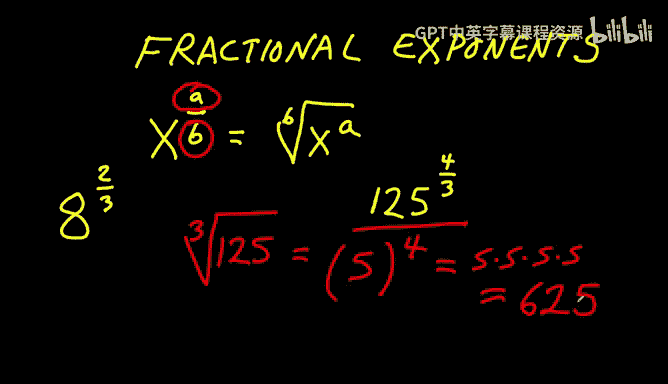 GPT中英字幕课程资源 bilibili
FRACTIONAL EXPONENTS
x^(a/b) = ᵇ√(x^a)
8^(2/3)
125^(4/3)
³√125 = (5)^4 = 5·5·5·5
= 625